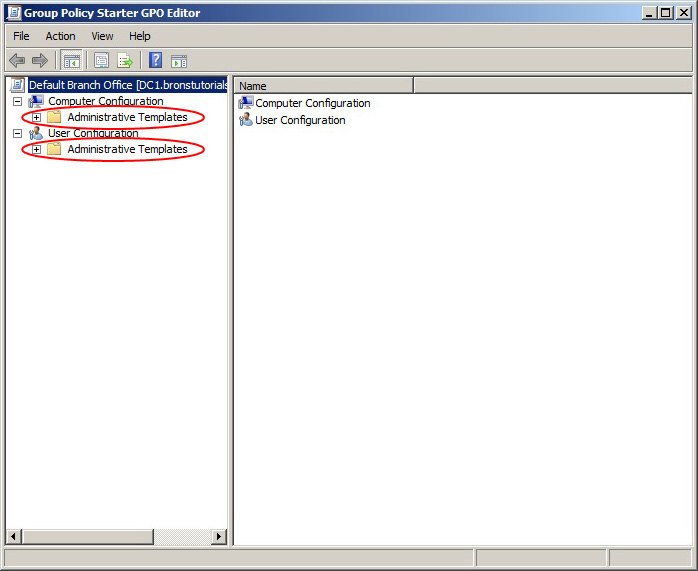 Group Policy Starter GPO Editor
File Action View Help
Default Branch Office [DC1.bronstutorials
Computer Configuration
Administrative Templates
User Configuration
Administrative Templates
Name
Computer Configuration
User Configuration